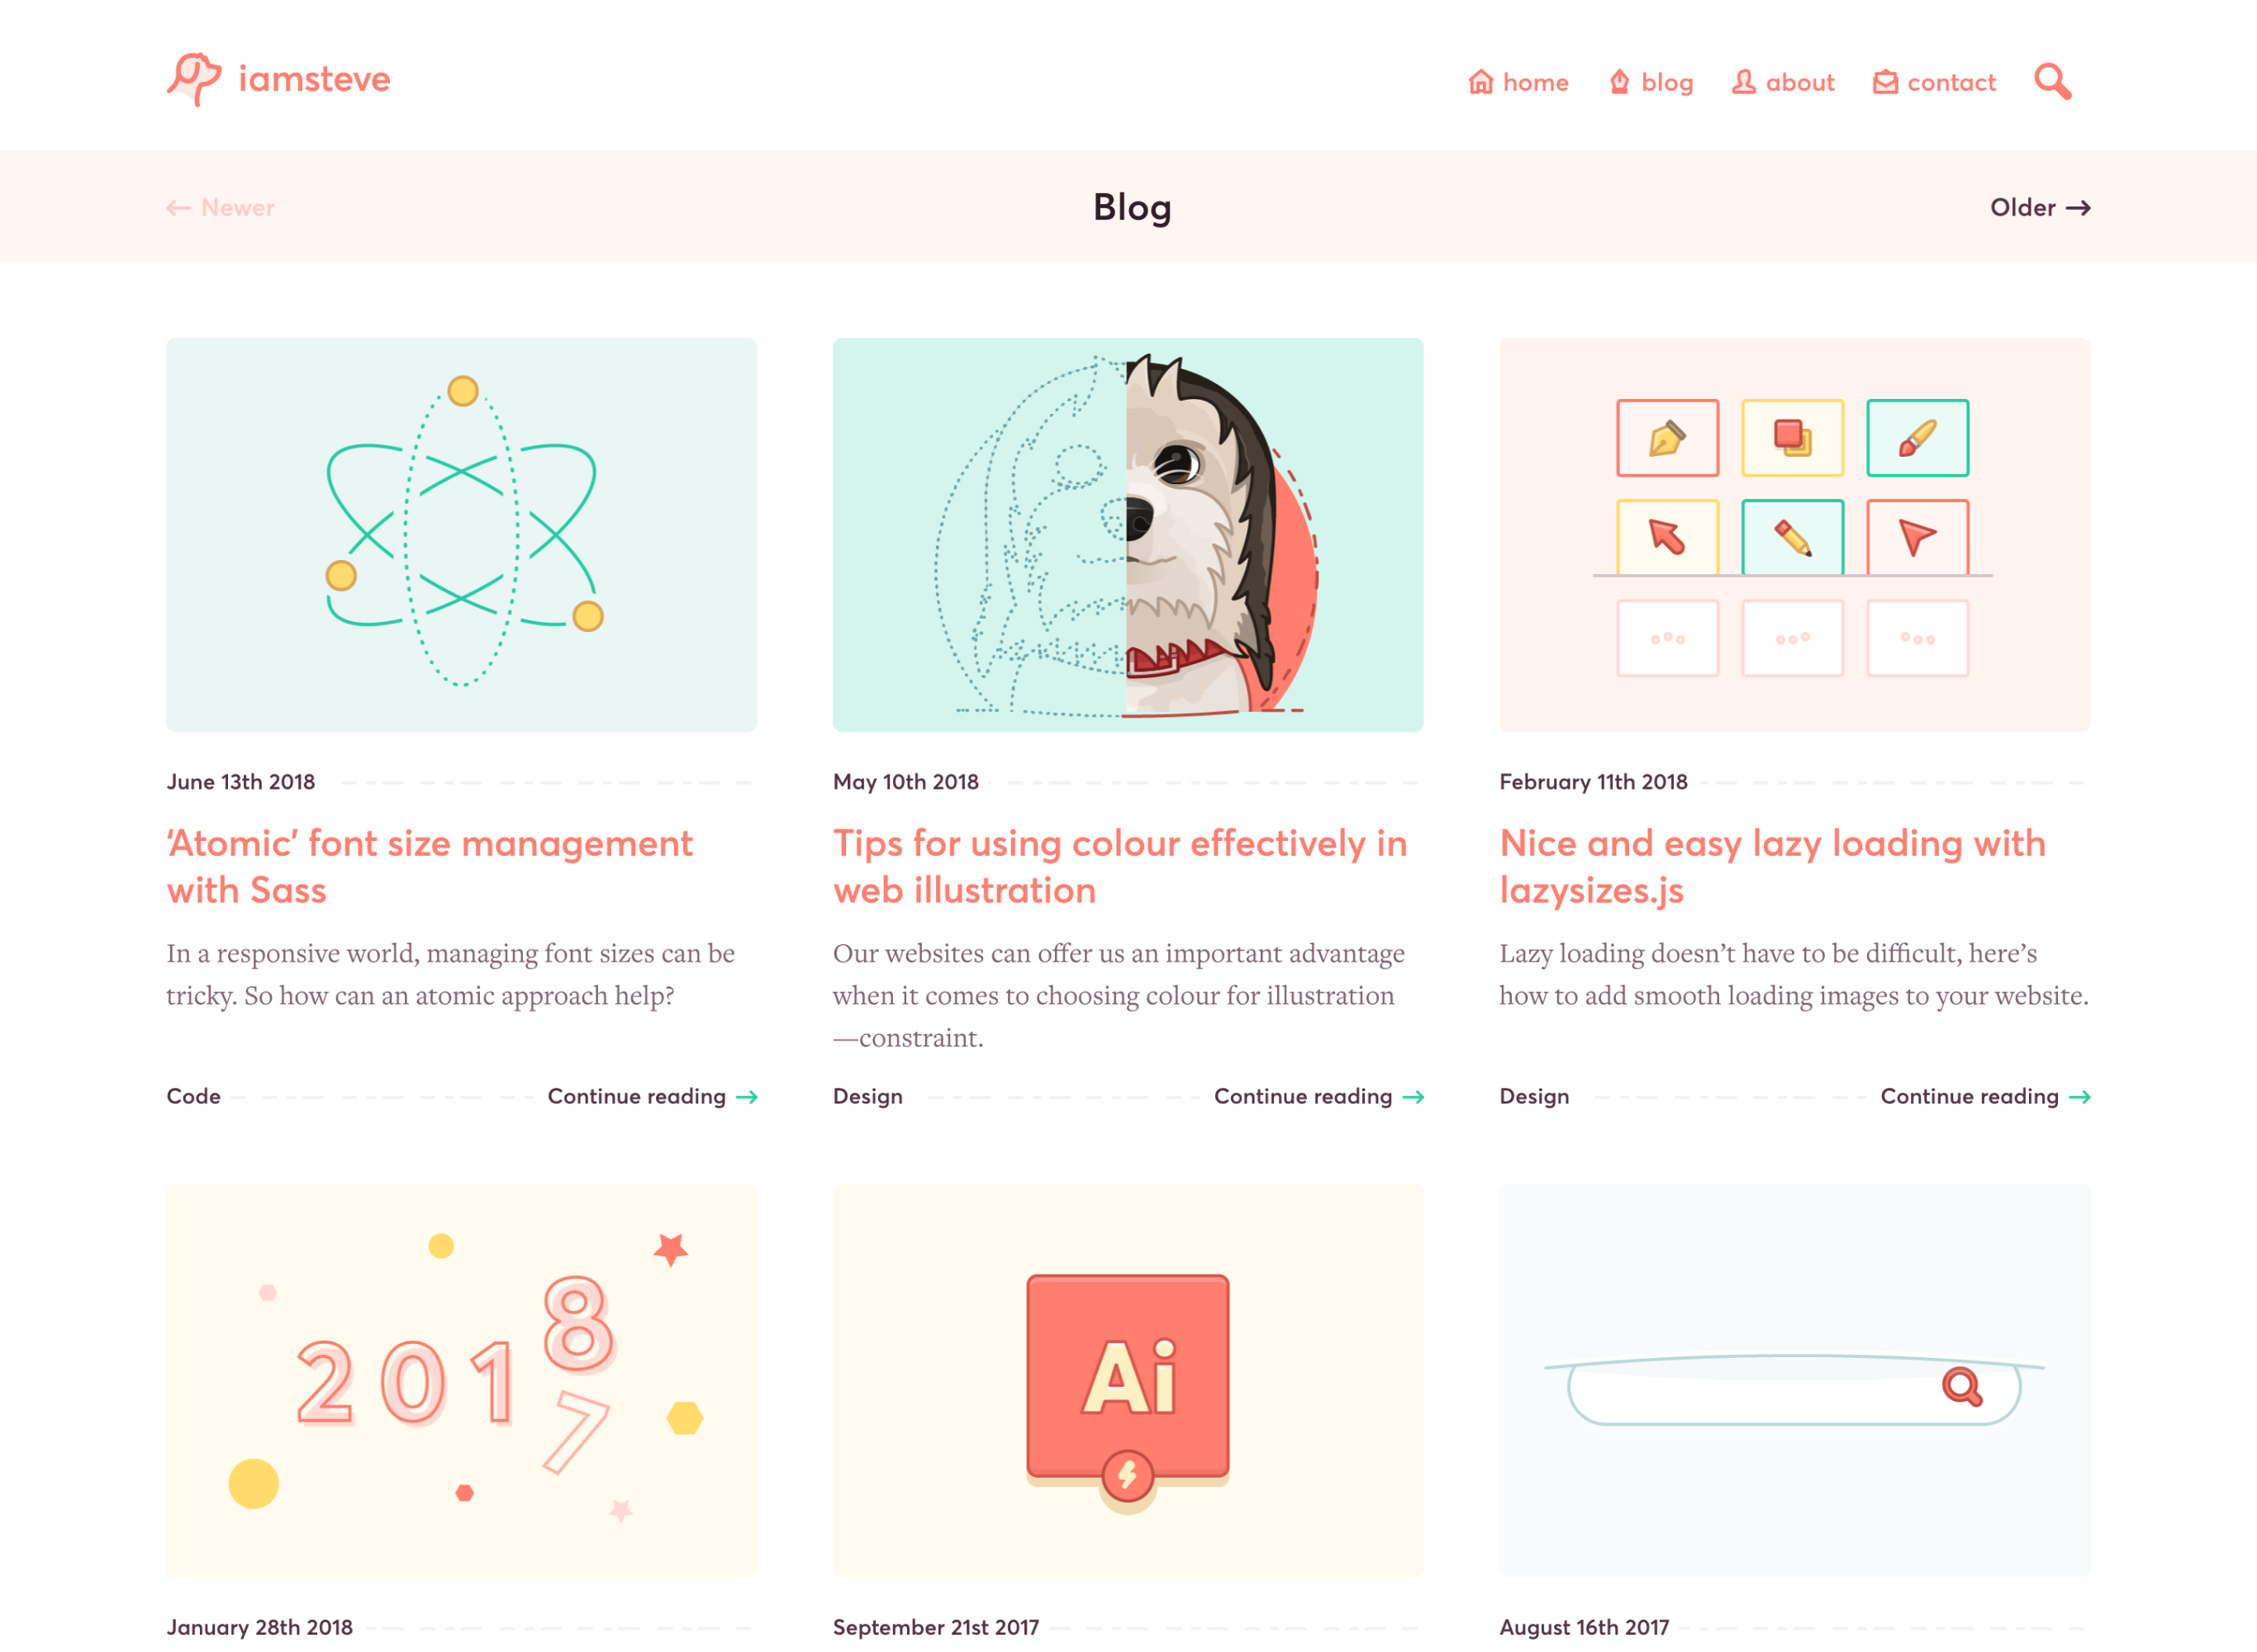 iamsteve
home blog about contact
Newer
Blog
Older
June 13th 2018
‘Atomic’ font size management
with Sass
In a responsive world, managing font sizes can be
tricky. So how can an atomic approach help?
Code
Continue reading
May 10th 2018
Tips for using colour effectively in
web illustration
Our websites can offer us an important advantage
when it comes to choosing colour for illustration
—constraint.
Design
Continue reading
February 11th 2018
Nice and easy lazy loading with
lazysizes.js
Lazy loading doesn’t have to be difficult, here’s
how to add smooth loading images to your website.
Design
Continue reading
2018
7
January 28th 2018
Ai
September 21st 2017
August 16th 2017